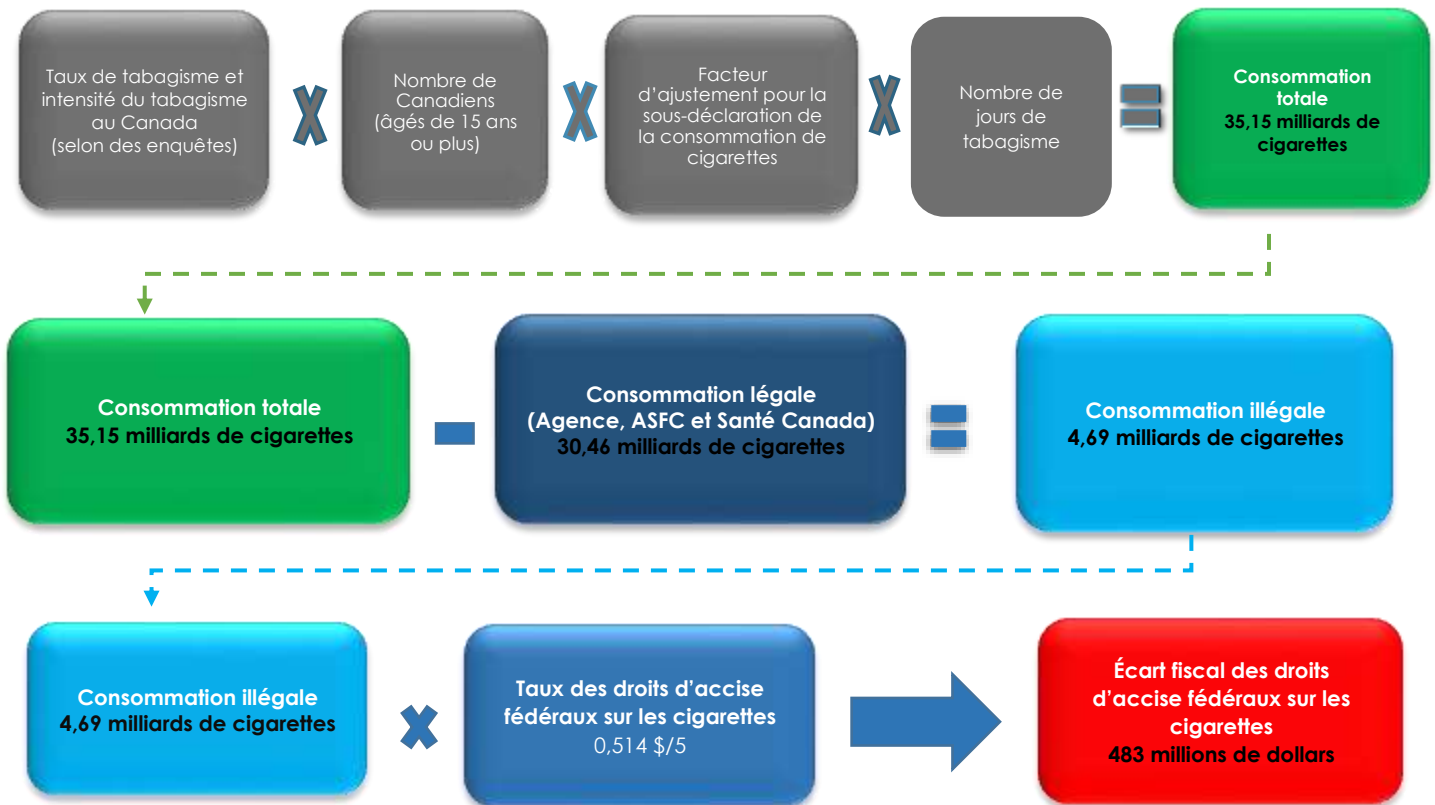 Taux de tabagisme et
intensité du tabagisme
au Canada
(selon des enquêtes)
Nombre de
Canadiens
(âgés de 15 ans
ou plus)
Facteur
d'ajustement pour la
sous-déclaration de
la consommation de
cigarettes
Nombre de
jours de
tabagisme
Consommation
totale
35,15 milliards de
cigarettes
Consommation totale
35,15 milliards de cigarettes
Consommation légale
(Agence, ASFC et Santé Canada)
30,46 milliards de cigarettes
Consommation illégale
4,69 milliards de cigarettes
Consommation illégale
4,69 milliards de cigarettes
Taux des droits d'accise
fédéraux sur les cigarettes
0,514 $/5
Écart fiscal des droits
d'accise fédéraux sur les
cigarettes
483 millions de dollars